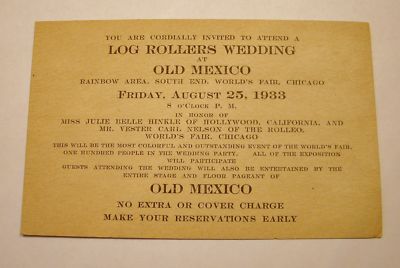 YOU ARE CORDIALLY INVITED TO ATTEND A
LOG ROLLERS WEDDING
AT
OLD MEXICO
RAINBOW AREA, SOUTH END, WORLD'S FAIR, CHICAGO
FRIDAY, AUGUST 25, 1933
8 O'CLOCK P. M.
IN HONOR OF
MISS JULIE BELLE HINKLE OF HOLLYWOOD, CALIFORNIA, AND
MR. VESTER CARL NELSON OF THE ROLLEO,
WORLD'S FAIR, CHICAGO
THIS WILL BE THE MOST COLORFUL AND OUTSTANDING EVENT OF THE WORLD'S FAIR.
ONE HUNDRED PEOPLE IN THE WEDDING PARTY. ALL OF THE EXPOSITION
WILL PARTICIPATE
GUESTS ATTENDING THE WEDDING WILL ALSO BE ENTERTAINED BY THE
ENTIRE STAGE AND FLOOR PAGEANT OF
OLD MEXICO
NO EXTRA OR COVER CHARGE
MAKE YOUR RESERVATIONS EARLY